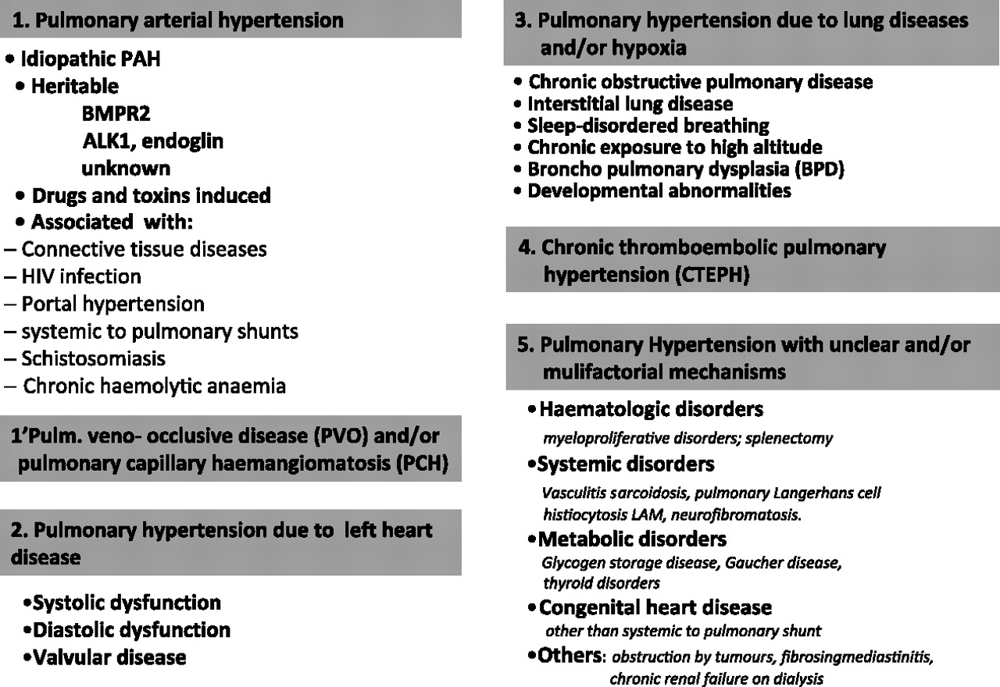 1. Pulmonary arterial hypertension
• Idiopathic PAH
• Heritable
BMPR2
ALK1, endoglin
unknown
• Drugs and toxins induced
• Associated with:
– Connective tissue diseases
– HIV infection
– Portal hypertension
– systemic to pulmonary shunts
– Schistosomiasis
– Chronic haemolytic anaemia
1’Pulm. veno- occlusive disease (PVO) and/or
pulmonary capillary haemangiomatosis (PCH)
2. Pulmonary hypertension due to left heart
disease
•Systolic dysfunction
•Diastolic dysfunction
•Valvular disease
3. Pulmonary hypertension due to lung diseases
and/or hypoxia
• Chronic obstructive pulmonary disease
• Interstitial lung disease
• Sleep-disordered breathing
• Chronic exposure to high altitude
• Broncho pulmonary dysplasia (BPD)
• Developmental abnormalities
4. Chronic thromboembolic pulmonary
hypertension (CTEPH)
5. Pulmonary Hypertension with unclear and/or
mulifactorial mechanisms
•Haematologic disorders
myeloproliferative disorders; splenectomy
•Systemic disorders
Vasculitis sarcoidosis, pulmonary Langerhans cell
histiocytosis LAM, neurofibromatosis.
•Metabolic disorders
Glycogen storage disease, Gaucher disease,
thyroid disorders
•Congenital heart disease
other than systemic to pulmonary shunt
•Others: obstruction by tumours, fibrosingmediastinitis,
chronic renal failure on dialysis